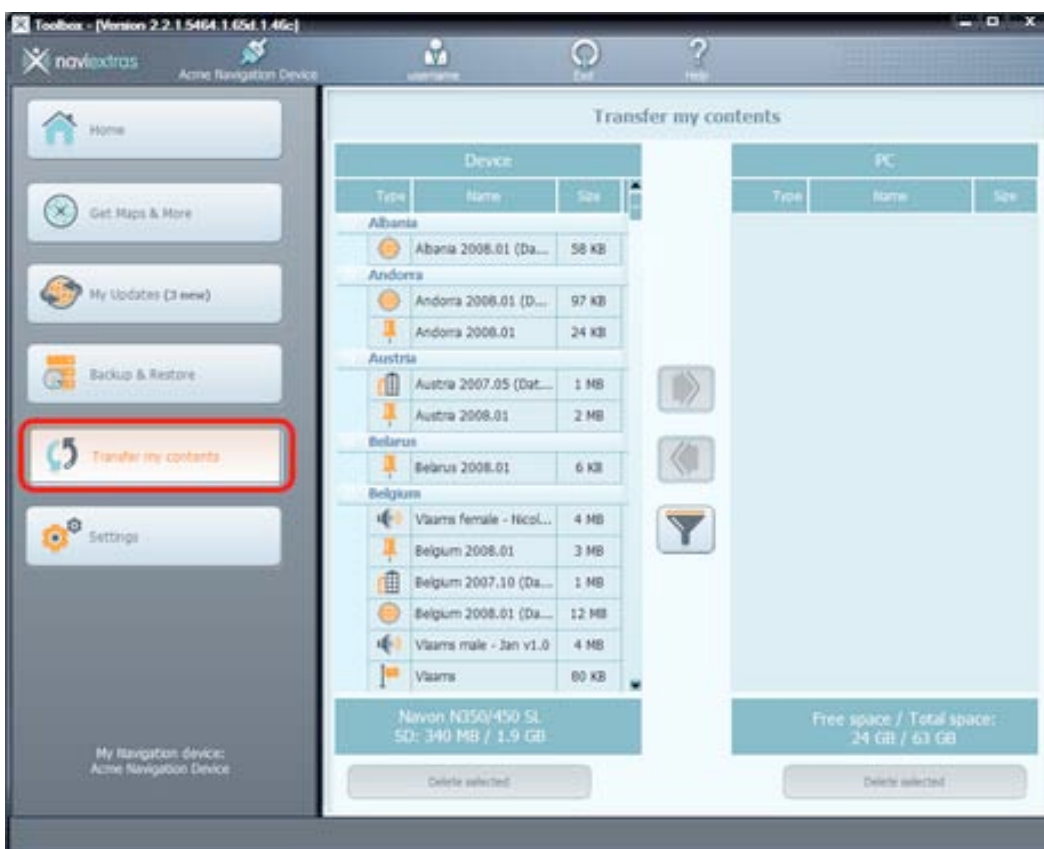 Toolbox - [Version 2.2.1.5464.1.65d.1.46c]
naviextras
Acme Navigation Device
username
Exit
Help
Home
Get Maps & More
My Updates (3 new)
Backup & Restore
Transfer my contents
Settings
My Navigation device:
Acme Navigation Device
Transfer my contents
Device
Type Name Size
Albania
Albania 2008.01 (Da... 58 KB
Andorra
Andorra 2008.01 (D... 97 KB
Andorra 2008.01 24 KB
Austria
Austria 2007.05 (Dat... 1 MB
Austria 2008.01 2 MB
Belarus
Belarus 2008.01 6 KB
Belgium
Vlaams female - Nicol... 4 MB
Belgium 2008.01 3 MB
Belgium 2007.10 (Da... 1 MB
Belgium 2008.01 (Da... 12 MB
Vlaams male - Jan v1.0 4 MB
Vlaams 80 KB
Navon N350/450 SL
SD: 340 MB / 1.9 GB
Delete selected
PC
Type Name Size
Free space / Total space:
24 GB / 63 GB
Delete selected